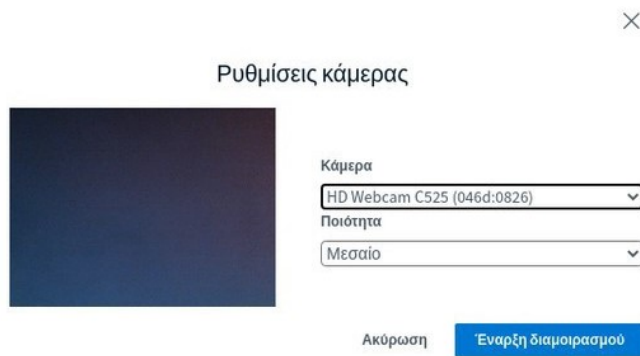 Ρυθμίσεις κάμερας
Κάμερα
HD Webcam C525 (046d:0826)
Ποιότητα
Μεσαίο
Ακύρωση Έναρξη διαμοιρασμού